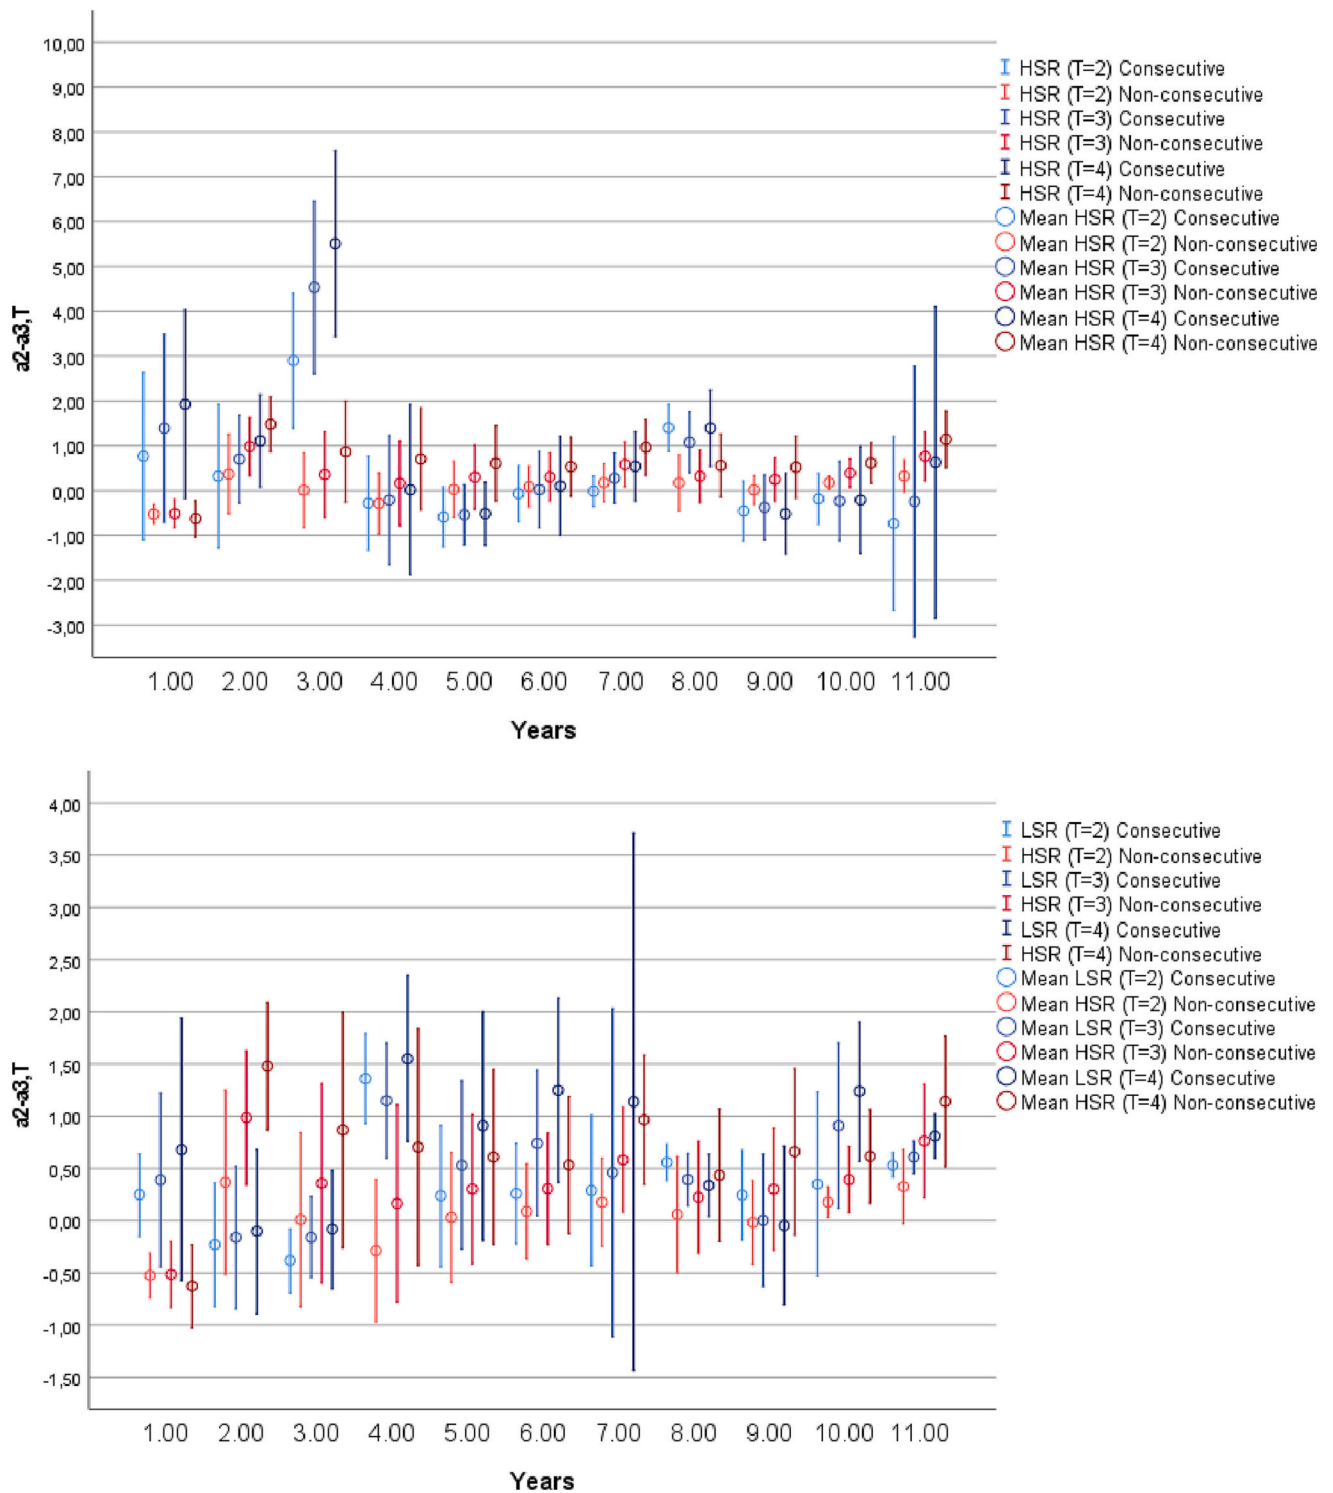 10,00
9,00
8,00
7,00
6,00
5,00
4,00
3,00
2,00
1,00
0,00
-1,00
-2,00
-3,00
a2-a3,T
1.00 2.00 3.00 4.00 5.00 6.00 7.00 8.00 9.00 10.00 11.00
Years
HSR (T=2) Consecutive
HSR (T=2) Non-consecutive
HSR (T=3) Consecutive
HSR (T=3) Non-consecutive
HSR (T=4) Consecutive
HSR (T=4) Non-consecutive
Mean HSR (T=2) Consecutive
Mean HSR (T=2) Non-consecutive
Mean HSR (T=3) Consecutive
Mean HSR (T=3) Non-consecutive
Mean HSR (T=4) Consecutive
Mean HSR (T=4) Non-consecutive
4,00
3,50
3,00
2,50
2,00
1,50
1,00
0,50
0,00
-0,50
-1,00
-1,50
a2-a3,T
1.00 2.00 3.00 4.00 5.00 6.00 7.00 8.00 9.00 10.00 11.00
Years
LSR (T=2) Consecutive
HSR (T=2) Non-consecutive
LSR (T=3) Consecutive
HSR (T=3) Non-consecutive
LSR (T=4) Consecutive
HSR (T=4) Non-consecutive
Mean LSR (T=2) Consecutive
Mean HSR (T=2) Non-consecutive
Mean LSR (T=3) Consecutive
Mean HSR (T=3) Non-consecutive
Mean LSR (T=4) Consecutive
Mean HSR (T=4) Non-consecutive